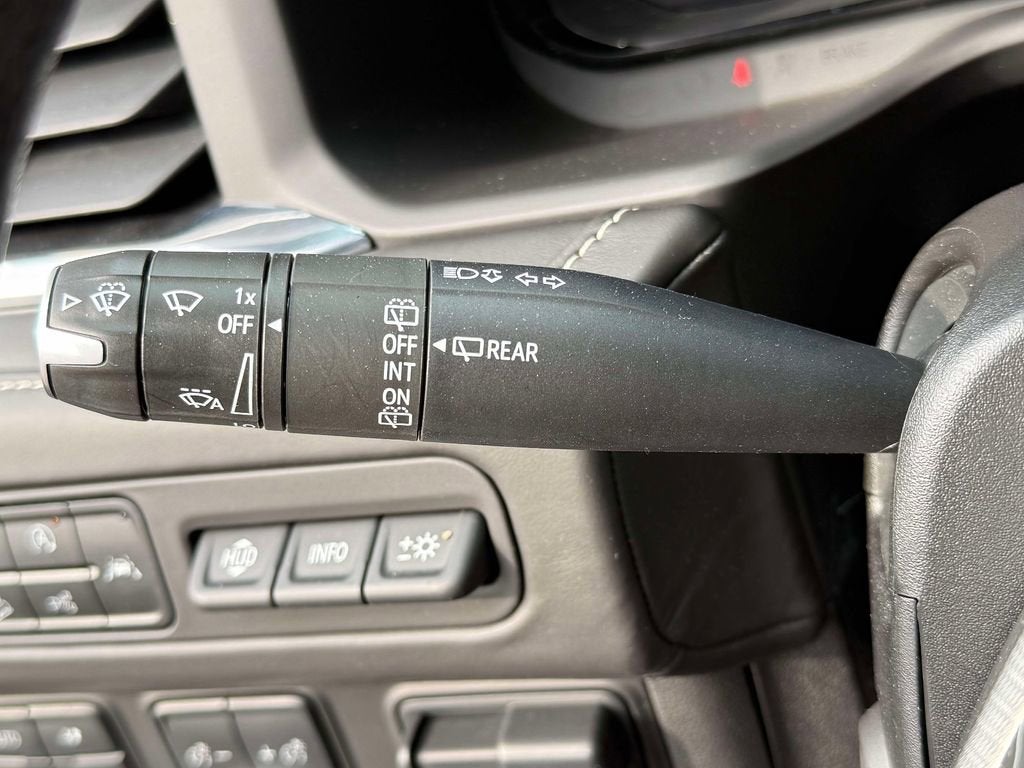 1x
OFF
OFF
INT
ON
REAR
A
HUD
INFO